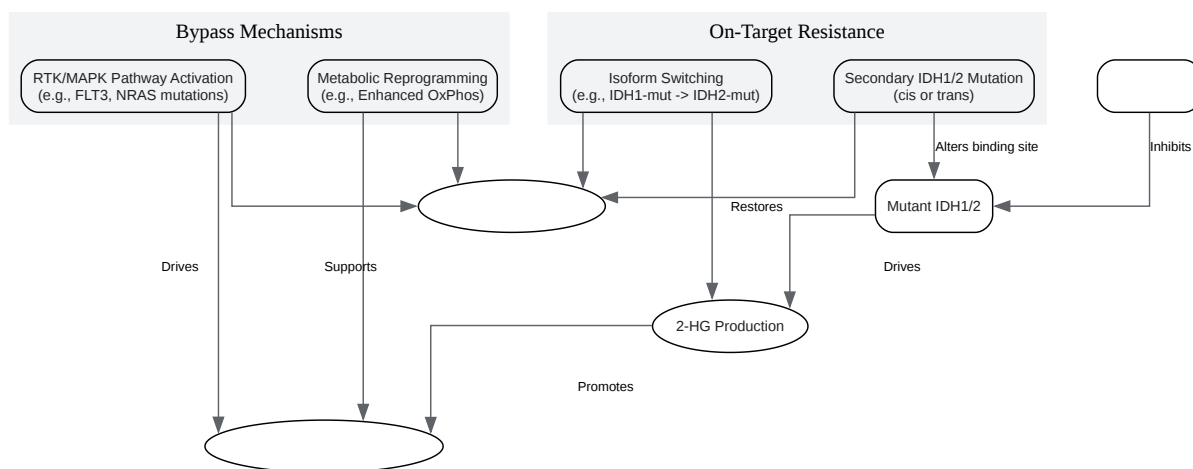 Bypass Mechanisms
On-Target Resistance
RTK/MAPK Pathway Activation
(e.g., FLT3, NRAS mutations)
Metabolic Reprogramming
(e.g., Enhanced OxPhos)
Isoform Switching
(e.g., IDH1-mut -> IDH2-mut)
Secondary IDH1/2 Mutation
(cis or trans)
Alters binding site
Inhibits
Restores
Mutant IDH1/2
Drives
Supports
Drives
2-HG Production
Promotes